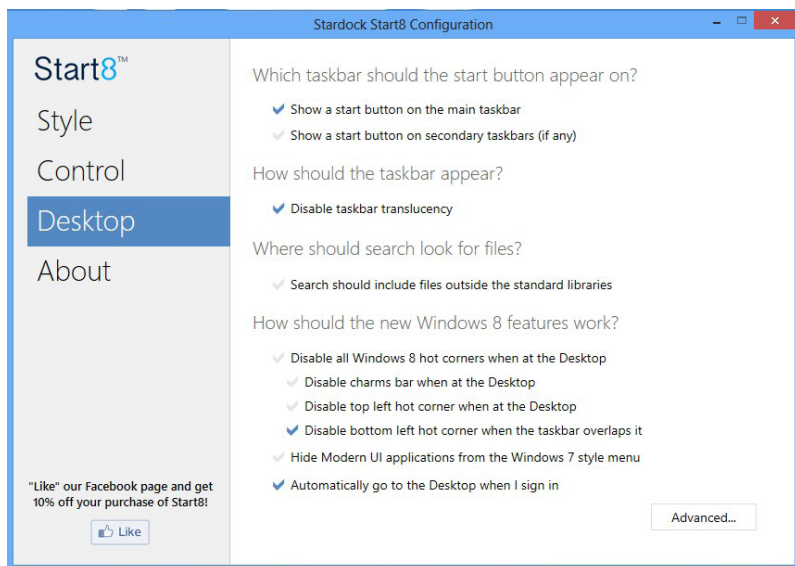 Stardock Start8 Configuration
Start8™
Style
Control
Desktop
About
"Like" our Facebook page and get
10% off your purchase of Start8!
Like
Which taskbar should the start button appear on?
Show a start button on the main taskbar
Show a start button on secondary taskbars (if any)
How should the taskbar appear?
Disable taskbar translucency
Where should search look for files?
Search should include files outside the standard libraries
How should the new Windows 8 features work?
Disable all Windows 8 hot corners when at the Desktop
Disable charms bar when at the Desktop
Disable top left hot corner when at the Desktop
Disable bottom left hot corner when the taskbar overlaps it
Hide Modern UI applications from the Windows 7 style menu
Automatically go to the Desktop when I sign in
Advanced...